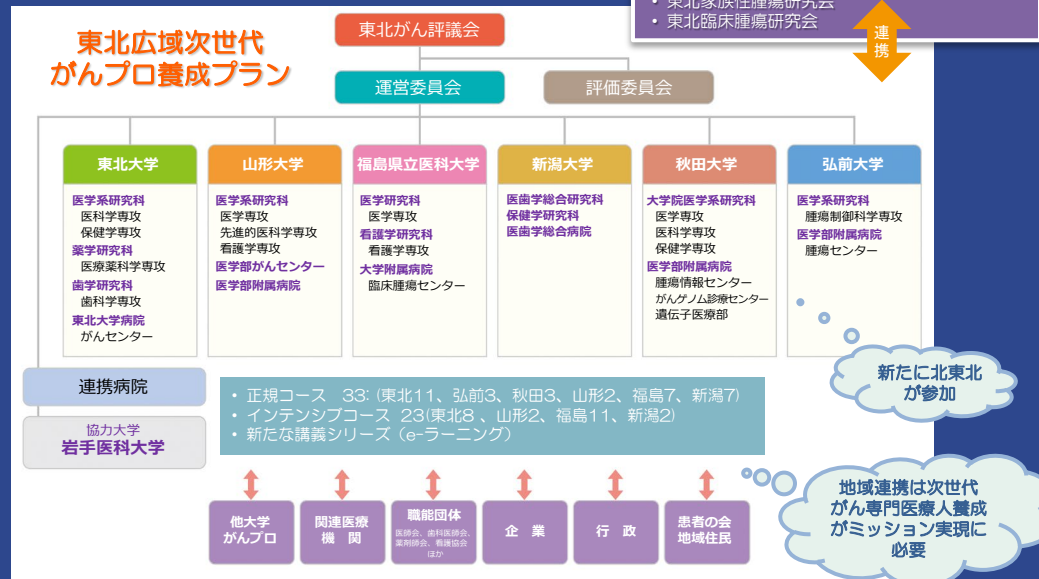 • 東北家族性腫瘍研究会
• 東北臨床腫瘍研究会
連
携
東北広域次世代
がんプロ養成プラン
東北がん評議会
運営委員会
評価委員会
東北大学
医学系研究科
医科学専攻
保健学専攻
薬学研究科
医療薬科学専攻
歯学研究科
歯科学専攻
東北大学病院
がんセンター
山形大学
医学系研究科
医学専攻
先進的医科学専攻
看護学専攻
医学部がんセンター
医学部附属病院
福島県立医科大学
医学研究科
医学専攻
看護学研究科
看護学専攻
大学附属病院
臨床腫瘍センター
新潟大学
医歯学総合研究科
保健学研究科
医歯学総合病院
秋田大学
大学院医学系研究科
医学専攻
医科学専攻
保健学専攻
医学部附属病院
腫瘍情報センター
がんゲノム診療センター
遺伝子医療部
弘前大学
医学系研究科
腫瘍制御科学専攻
医学部附属病院
腫瘍センター
新たに北東北
が参加
連携病院
協力大学
岩手医科大学
• 正規コース 33: (東北11、弘前3、秋田3、山形2、福島7、新潟7)
• インテンシブコース 23(東北8 、山形2、福島11、新潟2)
• 新たな講義シリーズ（e-ラーニング）
他大学
がんプロ
関連医療
機 関
職能団体
医師会、歯科医師会、
薬剤師会、看護協会
ほか
企 業
行 政
患者の会
地域住民
地域連携は次世代
がん専門医療人養成
がミッション実現に
必要